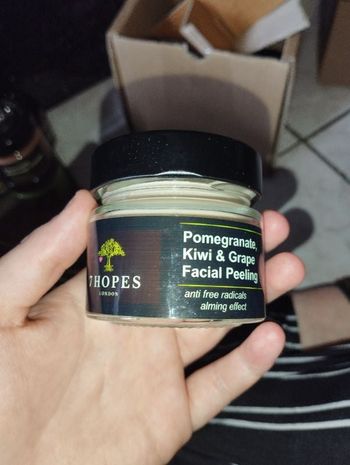 Pomegranate,
Kiwi & Grape
Facial Peeling
anti free radicals
alming effect
7HOPES
LONDON